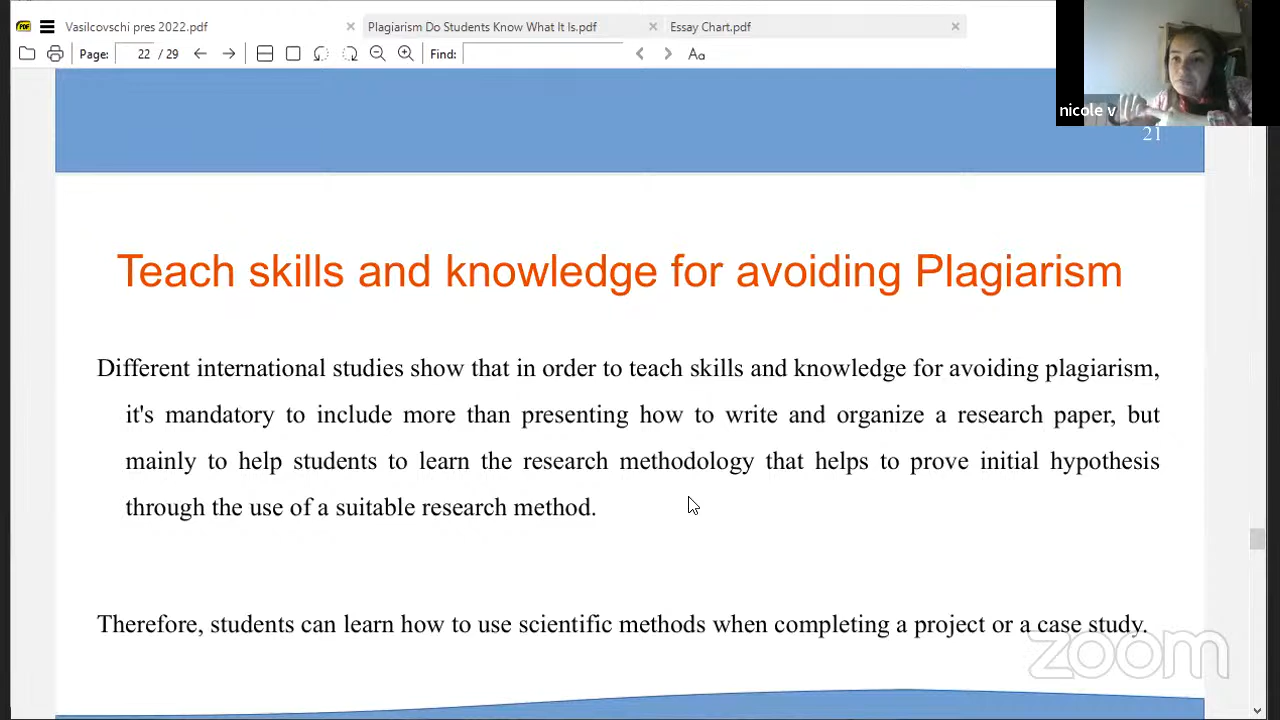 Vasilcovschi pres 2022.pdf
Plagiarism Do Students Know What It Is.pdf
Essay Chart.pdf
Page: 22 / 29
Find:
Aa
nicole v
21
Teach skills and knowledge for avoiding Plagiarism
Different international studies show that in order to teach skills and knowledge for avoiding plagiarism,
it's mandatory to include more than presenting how to write and organize a research paper, but
mainly to help students to learn the research methodology that helps to prove initial hypothesis
through the use of a suitable research method.
Therefore, students can learn how to use scientific methods when completing a project or a case study.
zoom